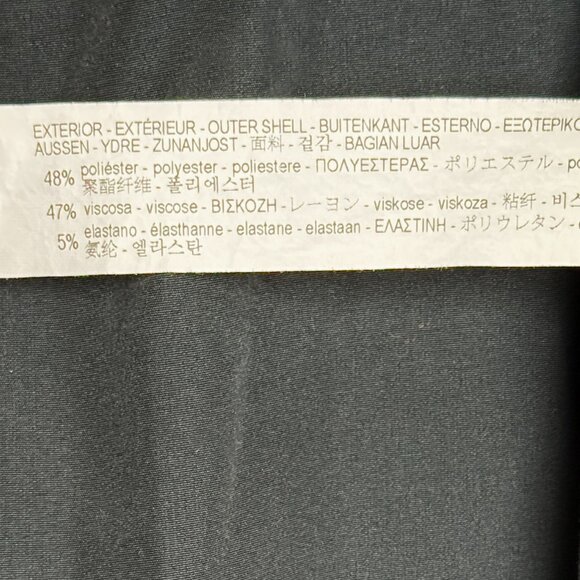 EXTERIOR - EXTÉRIEUR - OUTER SHELL - BUITENKANT - ESTERNO - ΕΞΩΤΕΡΙΚΟ
AUSSEN - YDRE - ZUNANJOST - 面料 - 겉감 - BAGIAN LUAR
48% poliéster - polyester - poliestere - ΠΟΛΥΕΣΤΕΡΑΣ - ポリエステル -
聚酯纤维 - 폴리에스터
47% viscosa - viscose - ΒΙΣΚΟΖΗ - レーヨン - viskose - viskoza - 粘纤 - 비스
5% elastano - élasthanne - elastane - elastaan - ΕΛΑΣΤΙΝΗ - ポリウレタン -
氨纶 - 엘라스탄